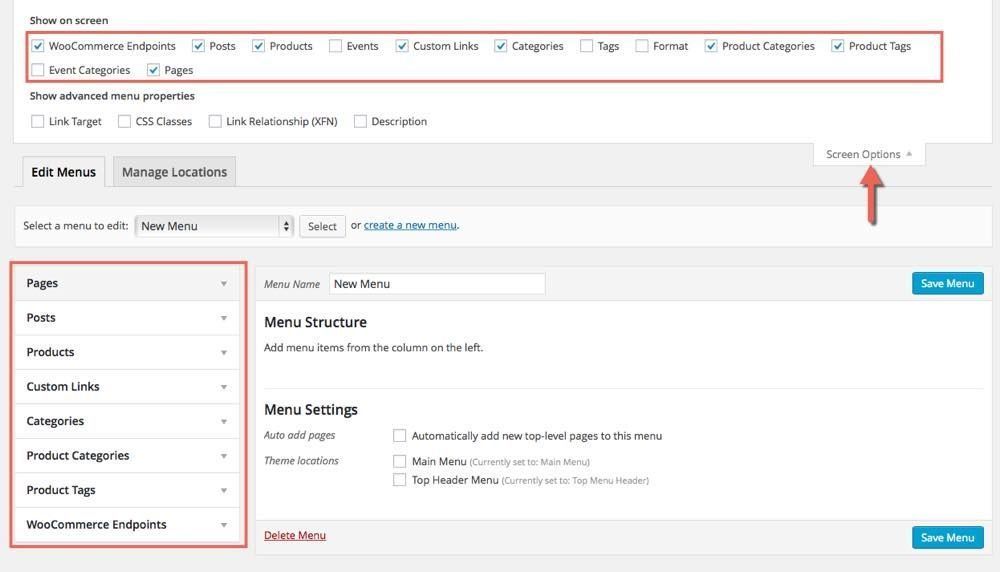 Show on screen
WooCommerce Endpoints Posts Products Events Custom Links Categories Tags Format Product Categories Product Tags
Event Categories Pages
Show advanced menu properties
Link Target CSS Classes Link Relationship (XFN) Description
Screen Options
Edit Menus Manage Locations
Select a menu to edit: New Menu Select or create a new menu.
Pages
Posts
Products
Custom Links
Categories
Product Categories
Product Tags
WooCommerce Endpoints
Menu Name New Menu Save Menu
Menu Structure
Add menu items from the column on the left.
Menu Settings
Auto add pages Automatically add new top-level pages to this menu
Theme locations Main Menu (Currently set to: Main Menu)
Top Header Menu (Currently set to: Top Menu Header)
Delete Menu Save Menu